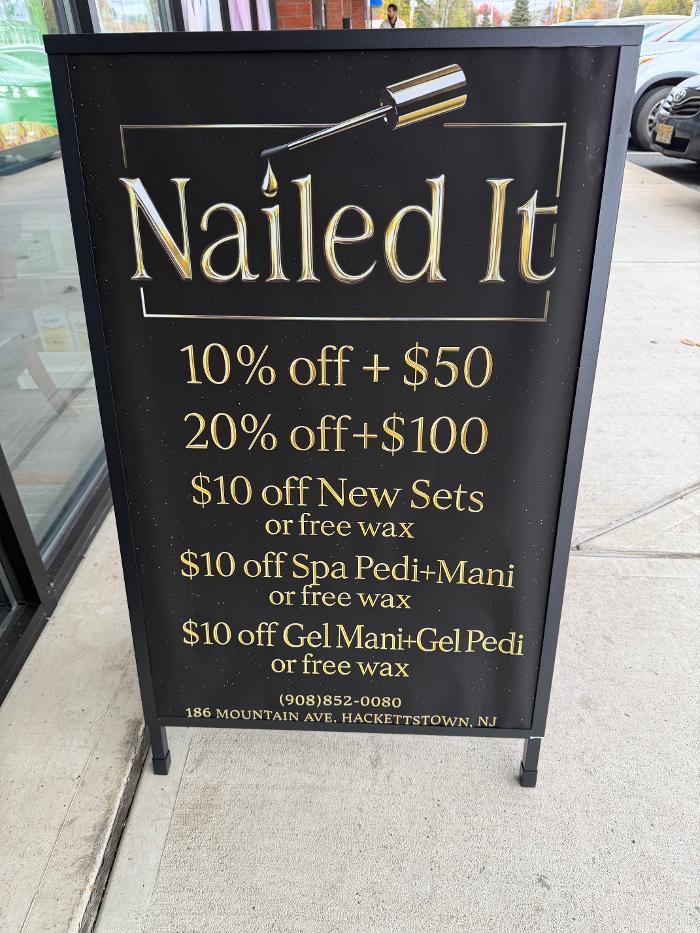 Nailed It
10% off + $50
20% off+$100
$10 off New Sets
or free wax
$10 off Spa Pedi+Mani
or free wax
$10 off Gel Mani+Gel Pedi
or free wax
(908)852-0080
186 MOUNTAIN AVE, HACKETTSTOWN, NJ